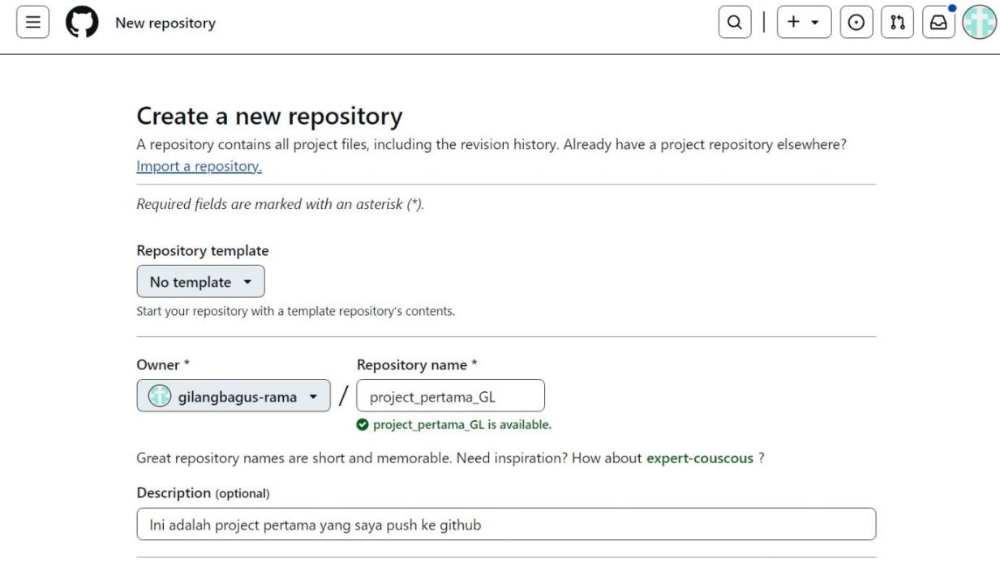 New repository
Create a new repository
A repository contains all project files, including the revision history. Already have a project repository elsewhere?
Import a repository.
Required fields are marked with an asterisk (*).
Repository template
No template
Start your repository with a template repository's contents.
Owner * Repository name *
gilangbagus-rama / project_pertama_GL
project_pertama_GL is available.
Great repository names are short and memorable. Need inspiration? How about expert-couscous ?
Description (optional)
Ini adalah project pertama yang saya push ke github